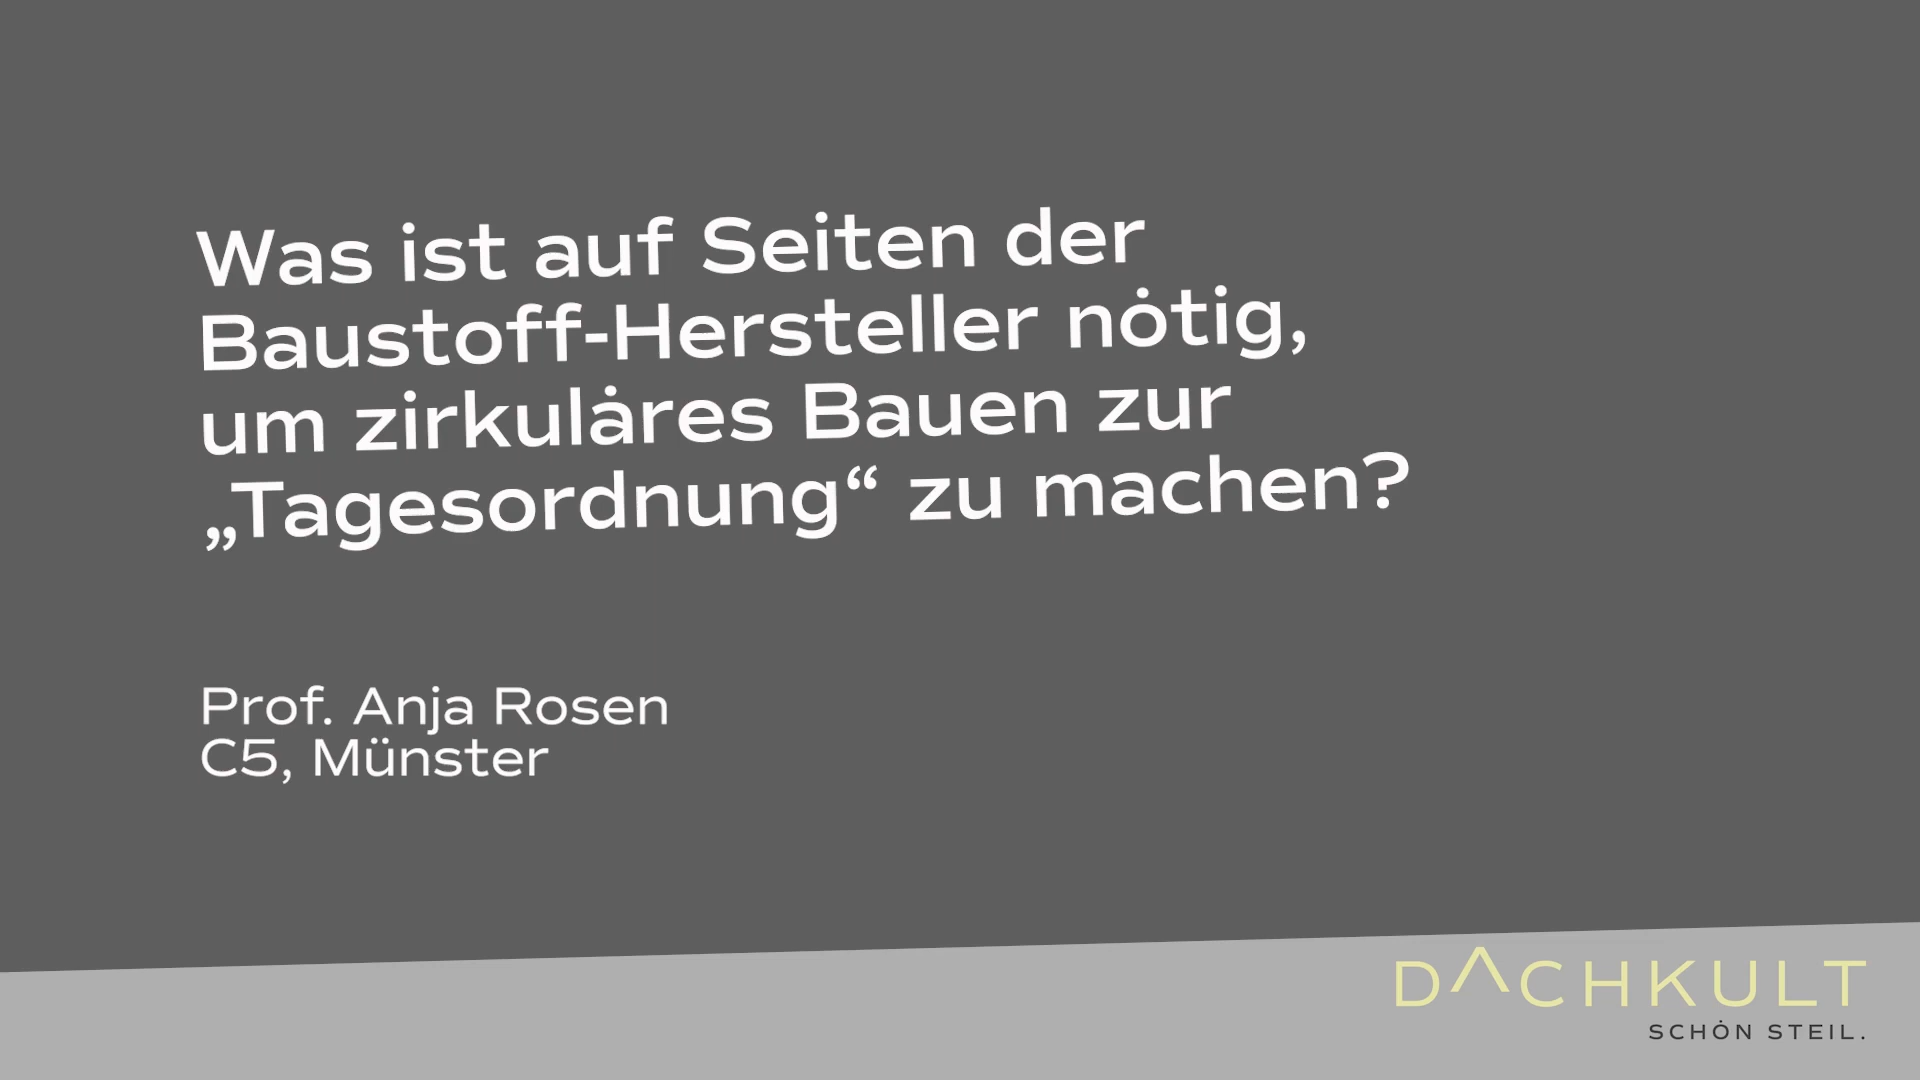 Was ist auf Seiten der
Baustoff-Hersteller nötig,
um zirkuläres Bauen zur
„Tagesordnung“ zu machen?
Prof. Anja Rosen
C5, Münster
DACHKULT
SCHÖN STEIL.